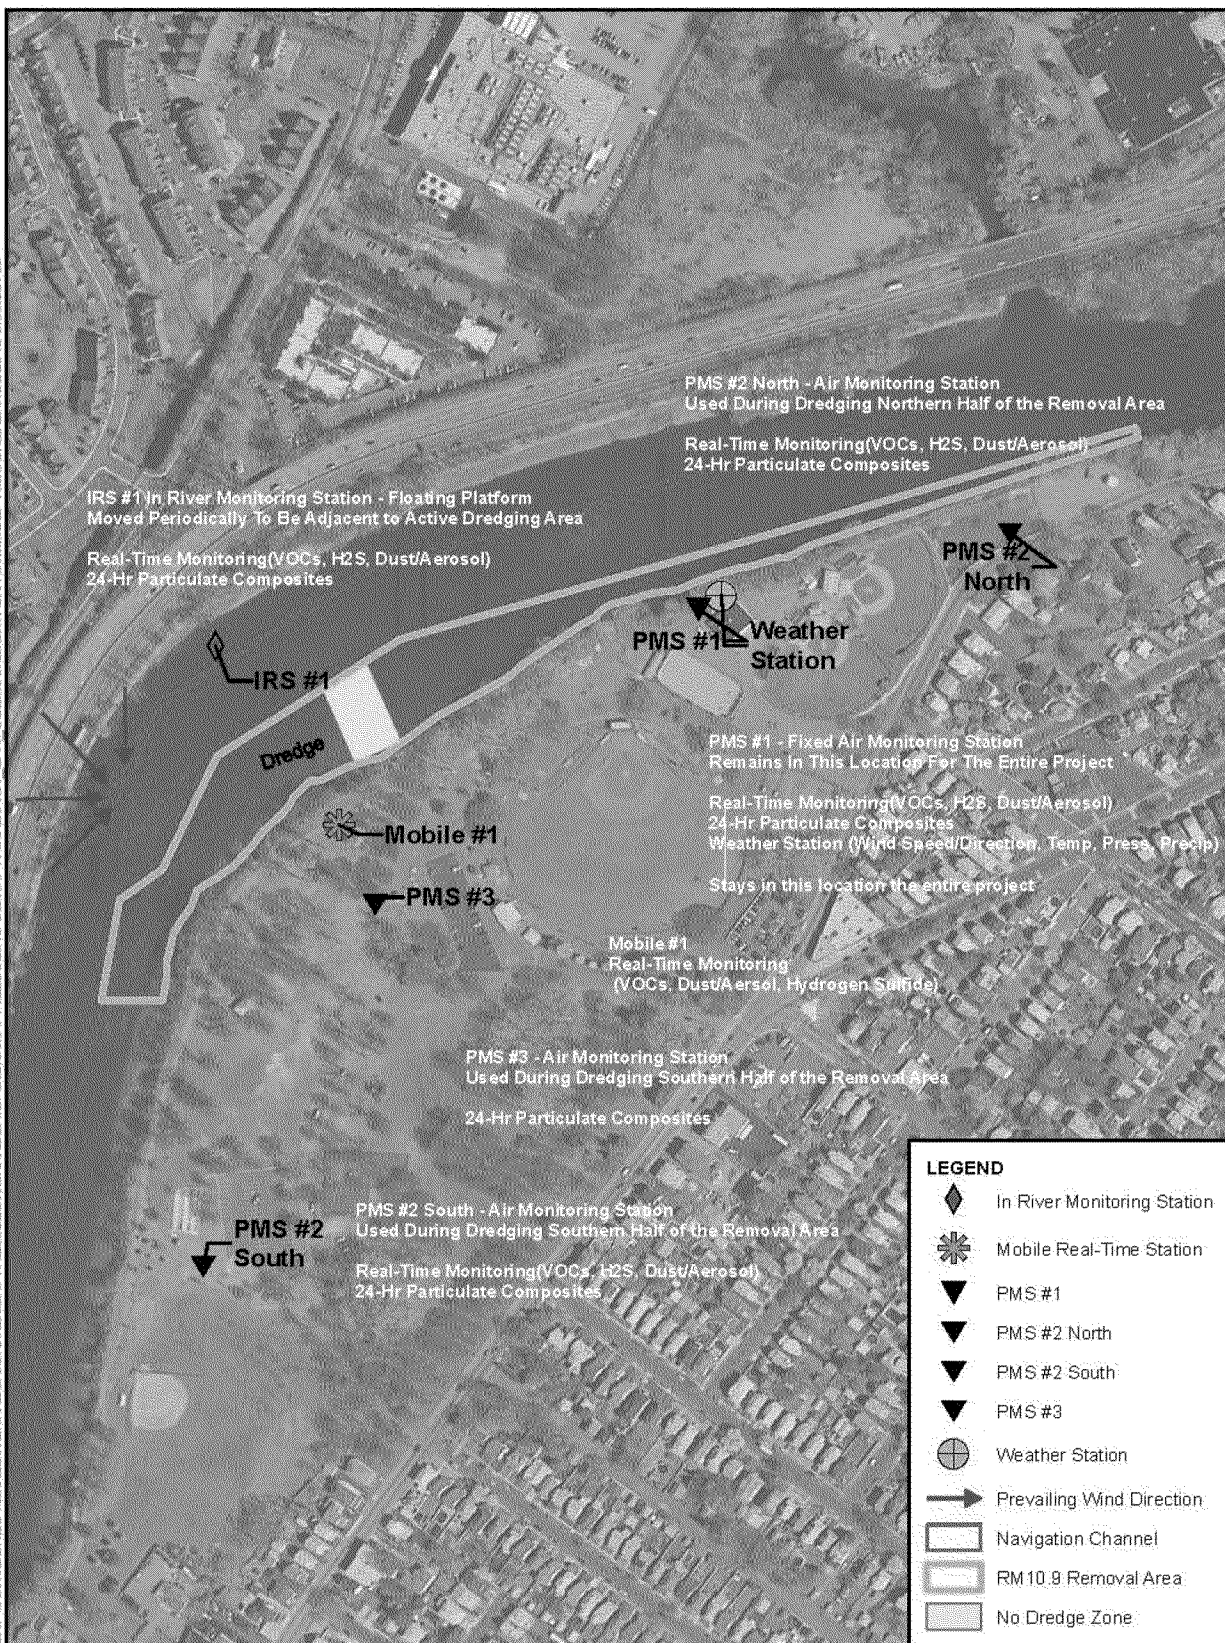 PMS #2 North - Air Monitoring Station
Used During Dredging Northern Half of the Removal Area
Real-Time Monitoring(VOCs, H2S, Dust/Aerosol)
24-Hr Particulate Composites
IRS #1 In River Monitoring Station - Floating Platform
Moved Periodically To Be Adjacent to Active Dredging Area
Real-Time Monitoring(VOCs, H2S, Dust/Aerosol)
24-Hr Particulate Composites
PMS #2
North
PMS #1
Weather
Station
IRS #1
Dredge
PMS #1 - Fixed Air Monitoring Station
Remains In This Location For The Entire Project
Real-Time Monitoring(VOCs, H2S, Dust/Aerosol)
24-Hr Particulate Composites
Weather Station (Wind Speed/Direction, Temp, Press, Precip)
Stays in this location the entire project
Mobile #1
PMS #3
Mobile #1
Real-Time Monitoring
(VOCs, Dust/Aersol, Hydrogen Sulfide)
PMS #3 - Air Monitoring Station
Used During Dredging Southern Half of the Removal Area
24-Hr Particulate Composites
PMS #2
South
PMS #2 South - Air Monitoring Station
Used During Dredging Southern Half of the Removal Area
Real-Time Monitoring(VOCs, H2S, Dust/Aerosol)
24-Hr Particulate Composites
LEGEND
In River Monitoring Station
Mobile Real-Time Station
PMS #1
PMS #2 North
PMS #2 South
PMS #3
Weather Station
Prevailing Wind Direction
Navigation Channel
RM10.9 Removal Area
No Dredge Zone